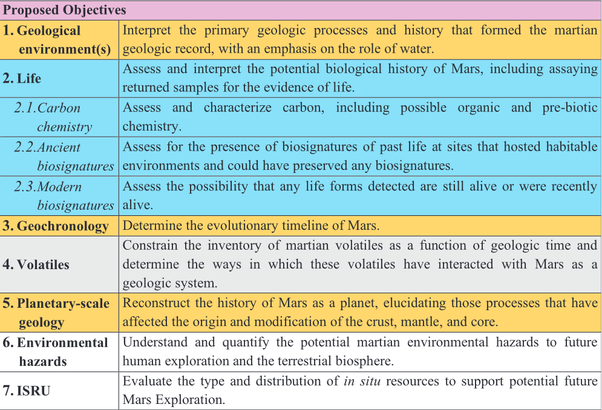 Proposed Objectives
1. Geological environment(s)
Interpret the primary geologic processes and history that formed the martian
geologic record, with an emphasis on the role of water.
2. Life
Assess and interpret the potential biological history of Mars, including assaying
returned samples for the evidence of life.
2.1.Carbon chemistry
Assess and characterize carbon, including possible organic and pre-biotic
chemistry.
2.2.Ancient biosignatures
Assess for the presence of biosignatures of past life at sites that hosted habitable
environments and could have preserved any biosignatures.
2.3.Modern biosignatures
Assess the possibility that any life forms detected are still alive or were recently
alive.
3. Geochronology
Determine the evolutionary timeline of Mars.
4. Volatiles
Constrain the inventory of martian volatiles as a function of geologic time and
determine the ways in which these volatiles have interacted with Mars as a
geologic system.
5. Planetary-scale geology
Reconstruct the history of Mars as a planet, elucidating those processes that have
affected the origin and modification of the crust, mantle, and core.
6. Environmental hazards
Understand and quantify the potential martian environmental hazards to future
human exploration and the terrestrial biosphere.
7. ISRU
Evaluate the type and distribution of in situ resources to support potential future
Mars Exploration.